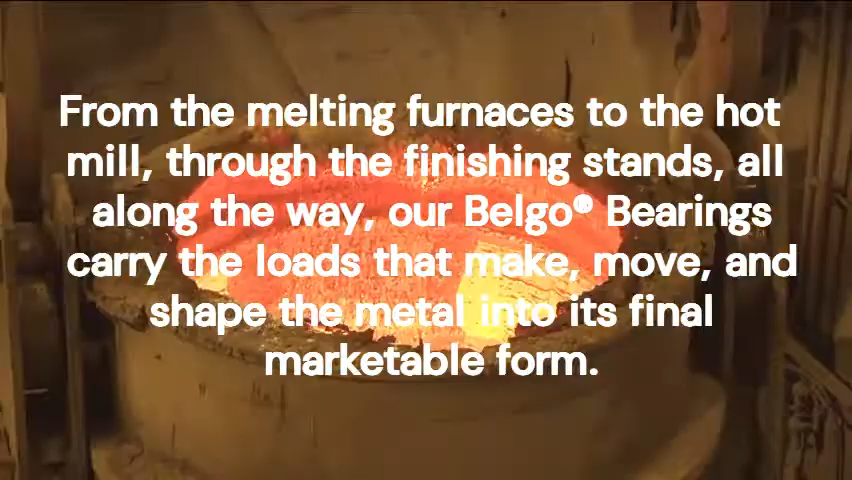 From the melting furnaces to the hot
mill, through the finishing stands, all
along the way, our Belgo® Bearings
carry the loads that make, move, and
shape the metal into its final
marketable form.